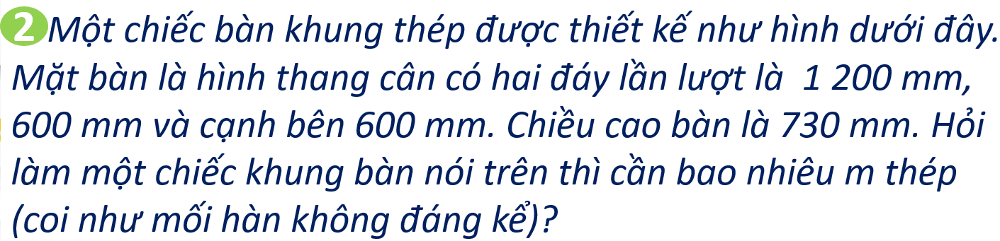 2 Một chiếc bàn khung thép được thiết kế như hình dưới đây.
Mặt bàn là hình thang cân có hai đáy lần lượt là 1 200 mm,
600 mm và cạnh bên 600 mm. Chiều cao bàn là 730 mm. Hỏi
làm một chiếc khung bàn nói trên thì cần bao nhiêu m thép
(coi như mối hàn không đáng kể)?